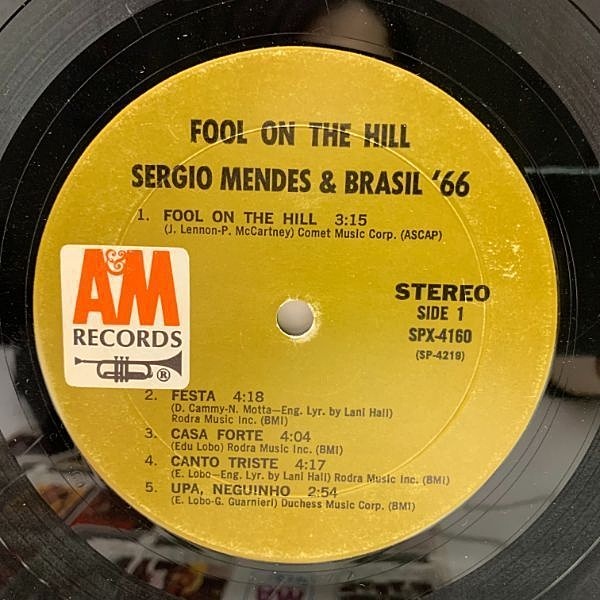 FOOL ON THE HILL
SERGIO MENDES & BRASIL '66
1. FOOL ON THE HILL 3:15
(J. Lennon-P. McCartney) Comet Music Corp. (ASCAP)
A&M
RECORDS
®
STEREO
SIDE 1
SPX-4160
(SP-4219)
2. FESTA 4:18
(D. Cammy-N. Motta—Eng. Lyr. by Lani Hall)
Rodra Music Inc. (BMI)
3. CASA FORTE 4:04
(Edu Lobo) Rodra Music Inc. (BMI)
4. CANTO TRISTE 4:17
(E. Lobo—Eng. Lyr. by Lani Hall) Rodra Music Inc. (BMI)
5. UPA, NEGU!NHO 2:54
(E. Lobo-G. Guarnieri) Duchess Music Corp. (BMI)